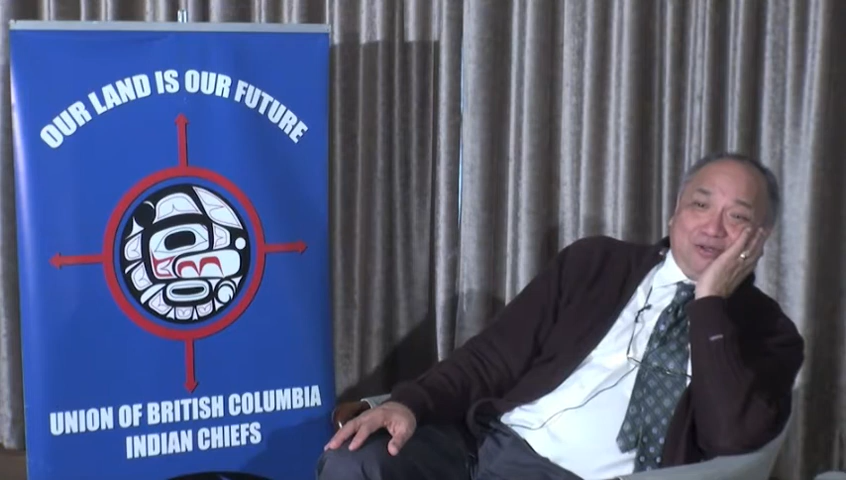 OUR LAND IS OUR FUTURE
UNION OF BRITISH COLUMBIA
INDIAN CHIEFS